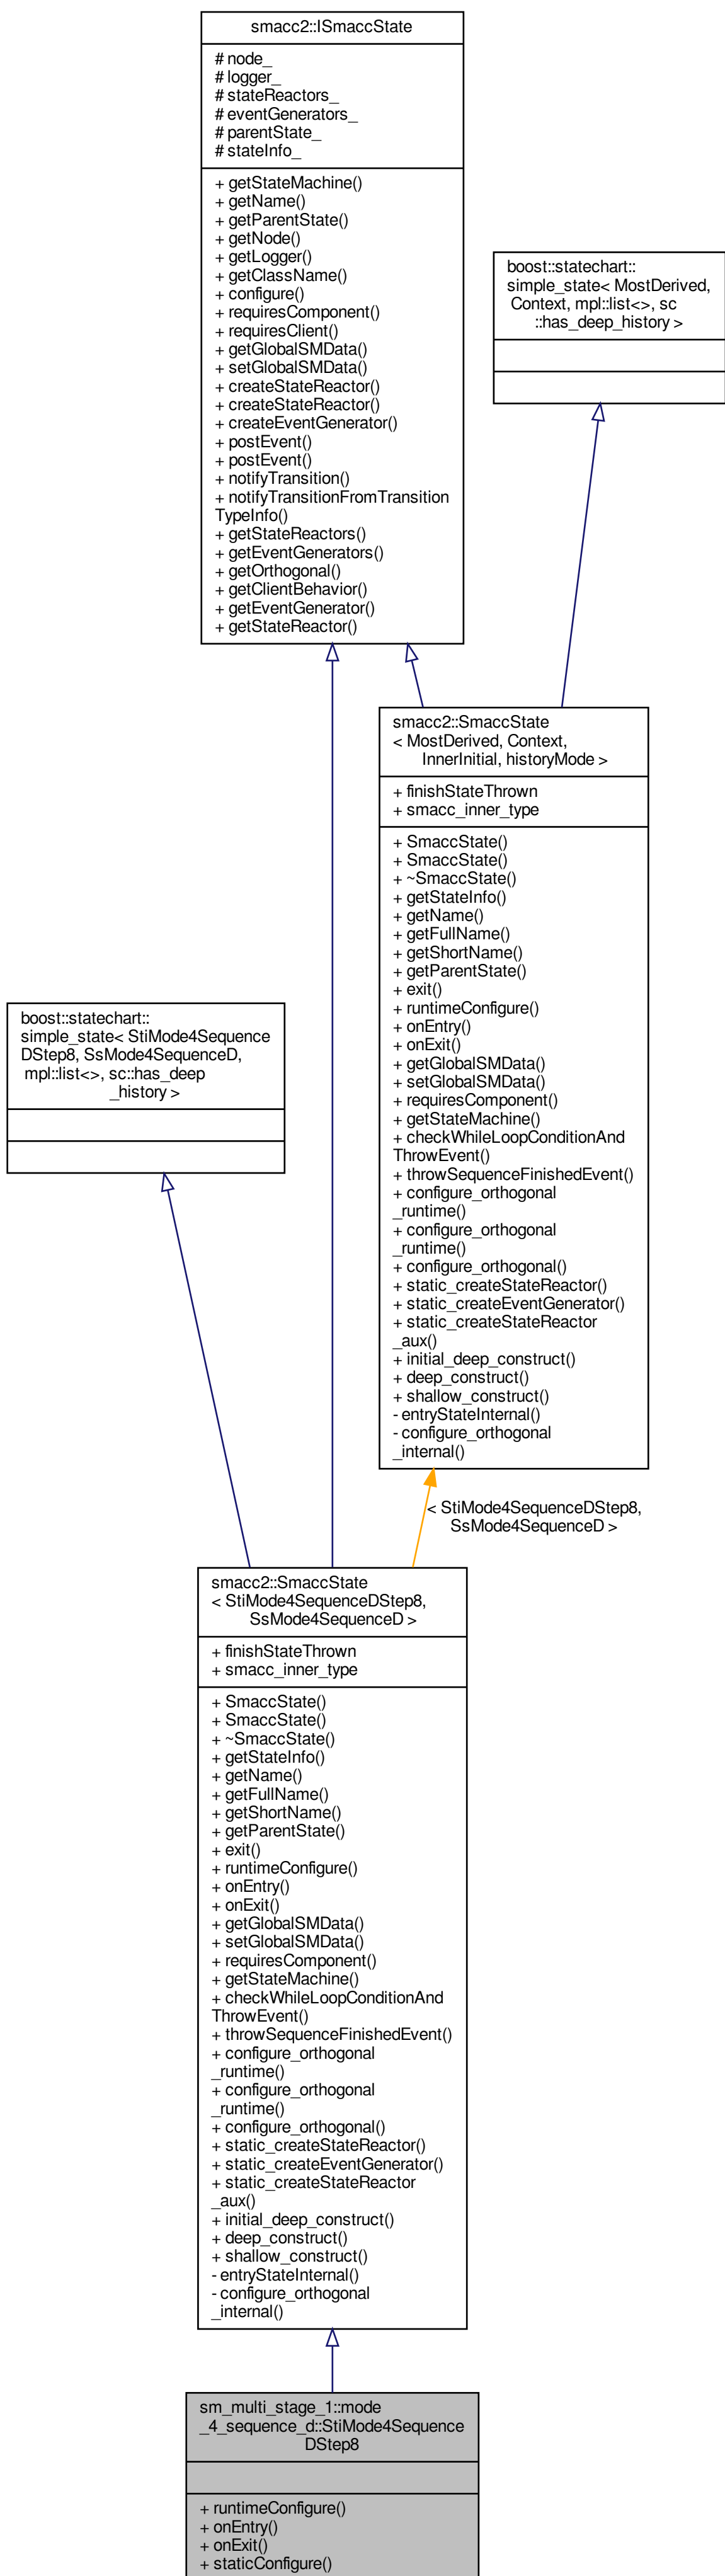 smacc2::ISmaccState
# node_
# logger_
# stateReactors_
# eventGenerators_
# parentState_
# stateInfo_
+ getStateMachine()
+ getName()
+ getParentState()
+ getNode()
+ getLogger()
+ getClassName()
+ configure()
+ requiresComponent()
+ requiresClient()
+ getGlobalSMData()
+ setGlobalSMData()
+ createStateReactor()
+ createStateReactor()
+ createEventGenerator()
+ postEvent()
+ postEvent()
+ notifyTransition()
+ notifyTransitionFromTransition
TypeInfo()
+ getStateReactors()
+ getEventGenerators()
+ getOrthogonal()
+ getClientBehavior()
+ getEventGenerator()
+ getStateReactor()
boost::statechart::
simple_state< MostDerived,
Context, mpl::list<>, sc
::has_deep_history >
smacc2::SmaccState
< MostDerived, Context,
InnerInitial, historyMode >
+ finishStateThrown
+ smacc_inner_type
+ SmaccState()
+ SmaccState()
+ ~SmaccState()
+ getStateInfo()
+ getName()
+ getFullName()
+ getShortName()
+ getParentState()
+ exit()
+ runtimeConfigure()
+ onEntry()
+ onExit()
+ getGlobalSMData()
+ setGlobalSMData()
+ requiresComponent()
+ getStateMachine()
+ checkWhileLoopConditionAnd
ThrowEvent()
+ throwSequenceFinishedEvent()
+ configure_orthogonal
_runtime()
+ configure_orthogonal
_runtime()
+ configure_orthogonal()
+ static_createStateReactor()
+ static_createEventGenerator()
+ static_createStateReactor
_aux()
+ initial_deep_construct()
+ deep_construct()
+ shallow_construct()
- entryStateInternal()
- configure_orthogonal
_internal()
boost::statechart::
simple_state< StiMode4Sequence
DStep8, SsMode4SequenceD,
mpl::list<>, sc::has_deep
_history >
< StiMode4SequenceDStep8,
SsMode4SequenceD >
smacc2::SmaccState
< StiMode4SequenceDStep8,
SsMode4SequenceD >
+ finishStateThrown
+ smacc_inner_type
+ SmaccState()
+ SmaccState()
+ ~SmaccState()
+ getStateInfo()
+ getName()
+ getFullName()
+ getShortName()
+ getParentState()
+ exit()
+ runtimeConfigure()
+ onEntry()
+ onExit()
+ getGlobalSMData()
+ setGlobalSMData()
+ requiresComponent()
+ getStateMachine()
+ checkWhileLoopConditionAnd
ThrowEvent()
+ throwSequenceFinishedEvent()
+ configure_orthogonal
_runtime()
+ configure_orthogonal
_runtime()
+ configure_orthogonal()
+ static_createStateReactor()
+ static_createEventGenerator()
+ static_createStateReactor
_aux()
+ initial_deep_construct()
+ deep_construct()
+ shallow_construct()
- entryStateInternal()
- configure_orthogonal
_internal()
sm_multi_stage_1::mode
_4_sequence_d::StiMode4Sequence
DStep8
+ runtimeConfigure()
+ onEntry()
+ onExit()
+ staticConfigure()